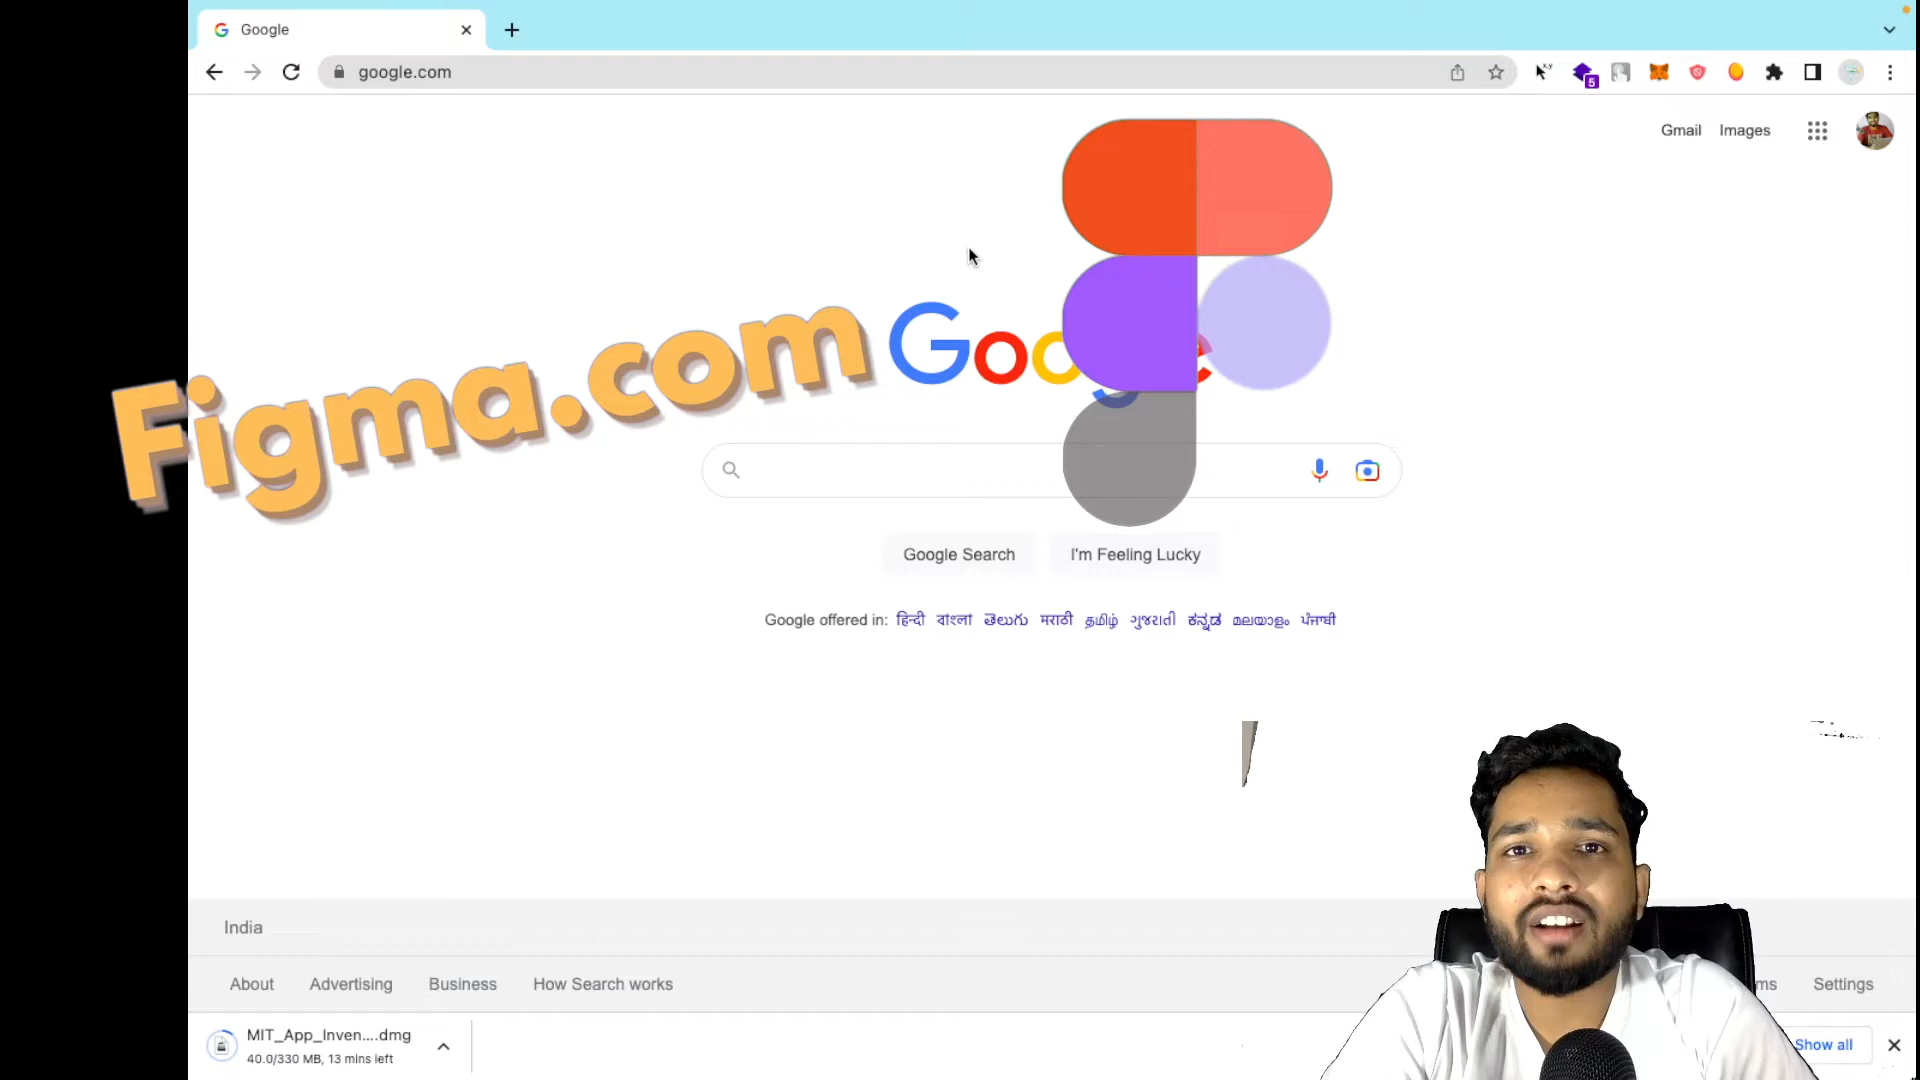 Google
google.com
x,y
5
Gmail Images
Figma.com
Google Search I'm Feeling Lucky
Google offered in: हिन्दी বাংলা తెలుగు मराठी தமிழ் ગુજરાતી ಕನ್ನಡ മലയാളം ਪੰਜਾਬੀ
India
About Advertising Business How Search works Settings
MIT_App_Inven....dmg
40.0/330 MB, 13 mins left
Show all